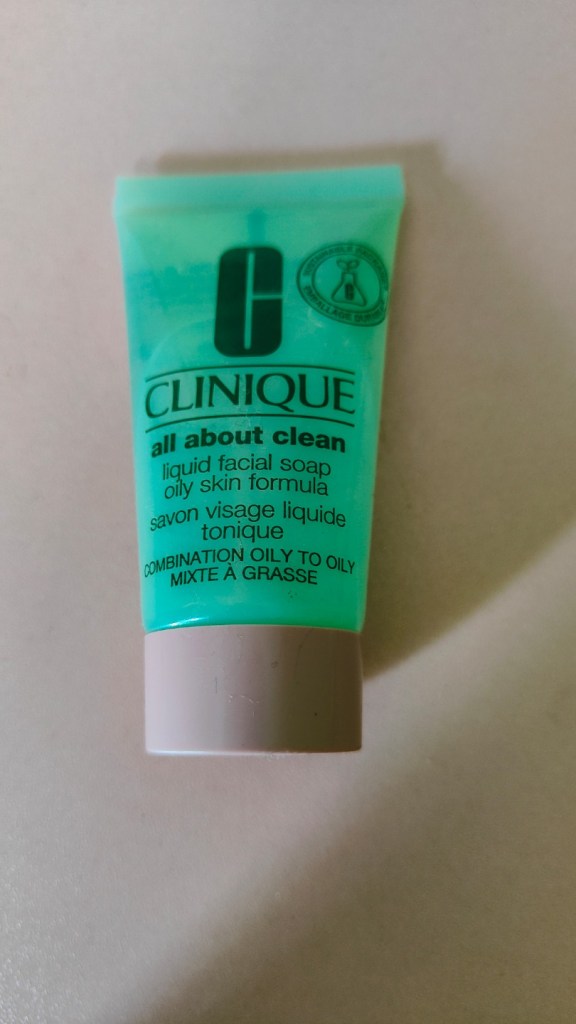 C
CLINIQUE
all about clean
liquid facial soap
oily skin formula
savon visage liquide
tonique
COMBINATION OILY TO OILY
MIXTE À GRASSE